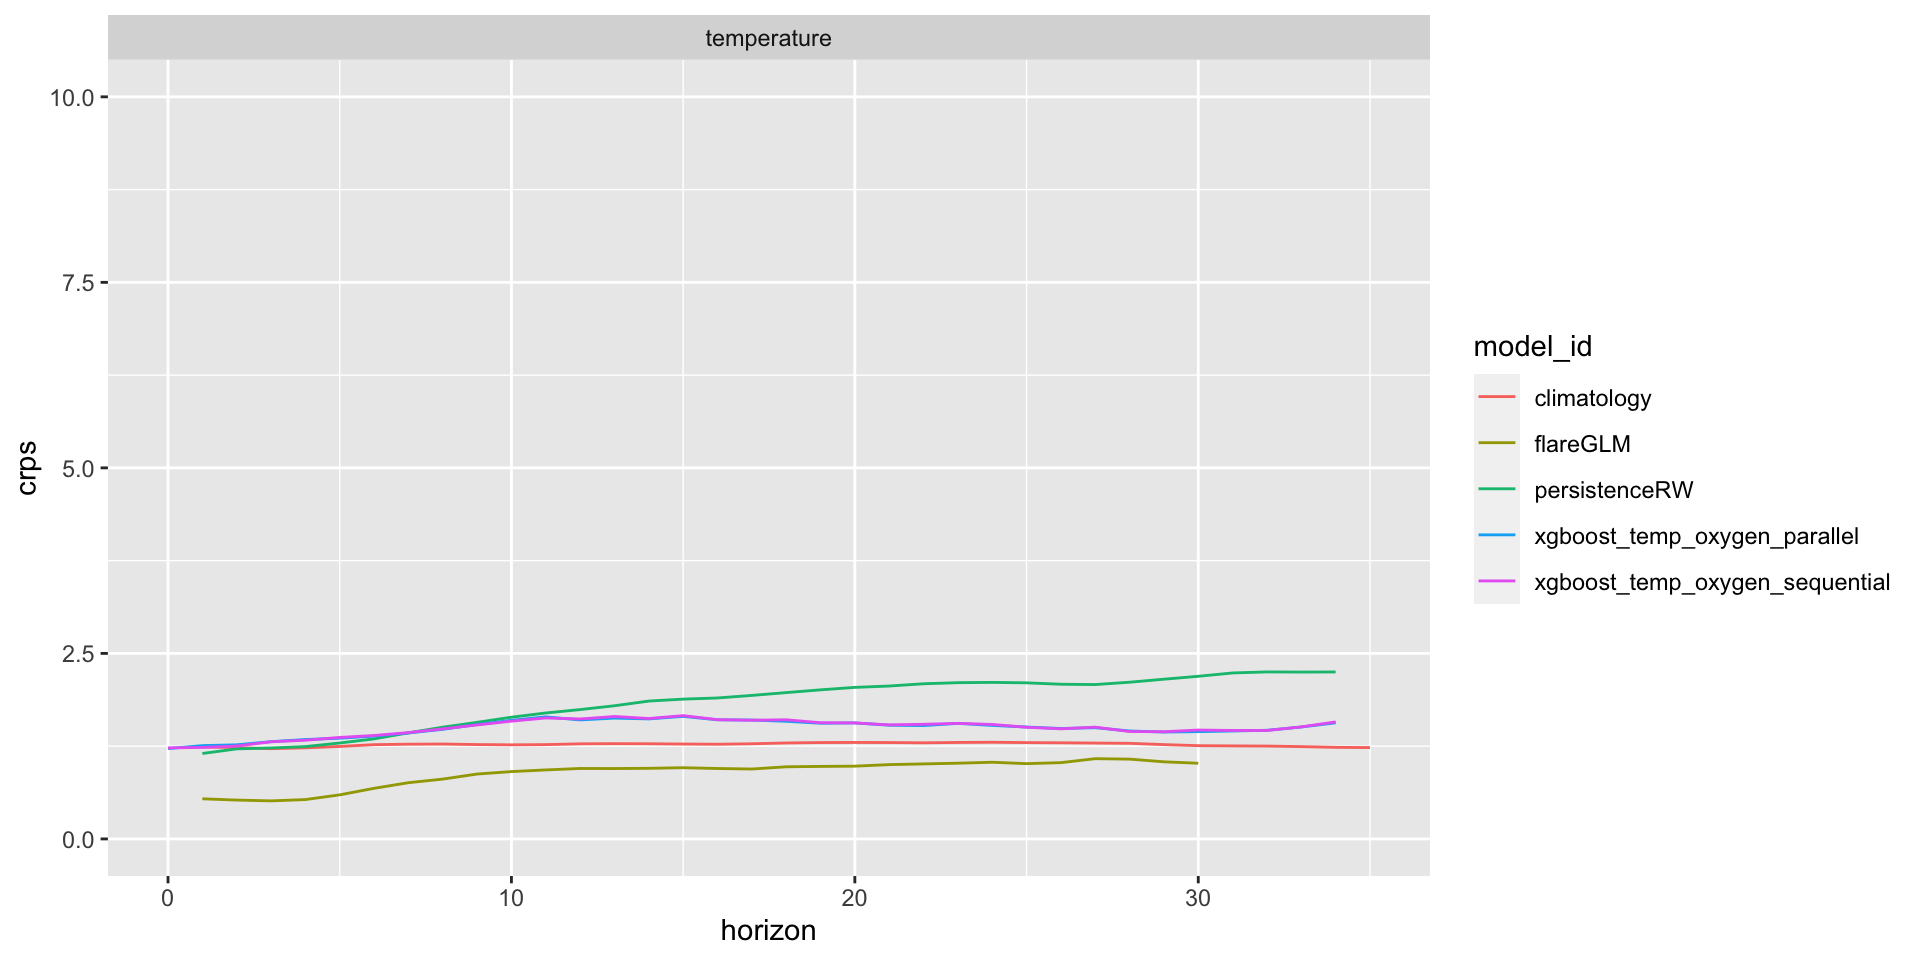 temperature
10.0
7.5
5.0
2.5
0.0
crps
0 10 20 30
horizon
model_id
climatology
flareGLM
persistenceRW
xgboost_temp_oxygen_parallel
xgboost_temp_oxygen_sequential